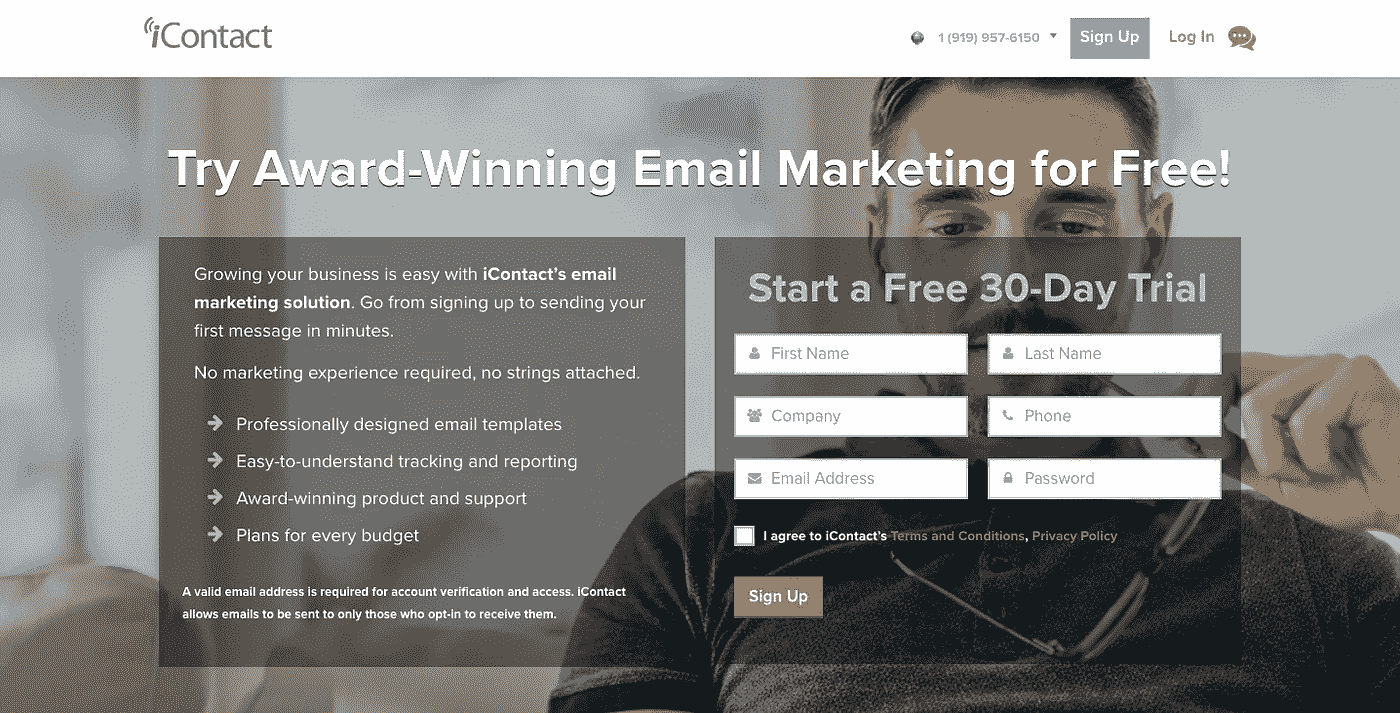 iContact
1 (919) 957-6150
Sign Up
Log In
Try Award-Winning Email Marketing for Free!
Growing your business is easy with iContact's email
marketing solution. Go from signing up to sending your
first message in minutes.
No marketing experience required, no strings attached.
Professionally designed email templates
Easy-to-understand tracking and reporting
Award-winning product and support
Plans for every budget
A valid email address is required for account verification and access. iContact
allows emails to be sent to only those who opt-in to receive them.
Start a Free 30-Day Trial
First Name
Last Name
Company
Phone
Email Address
Password
I agree to iContact's Terms and Conditions, Privacy Policy
Sign Up